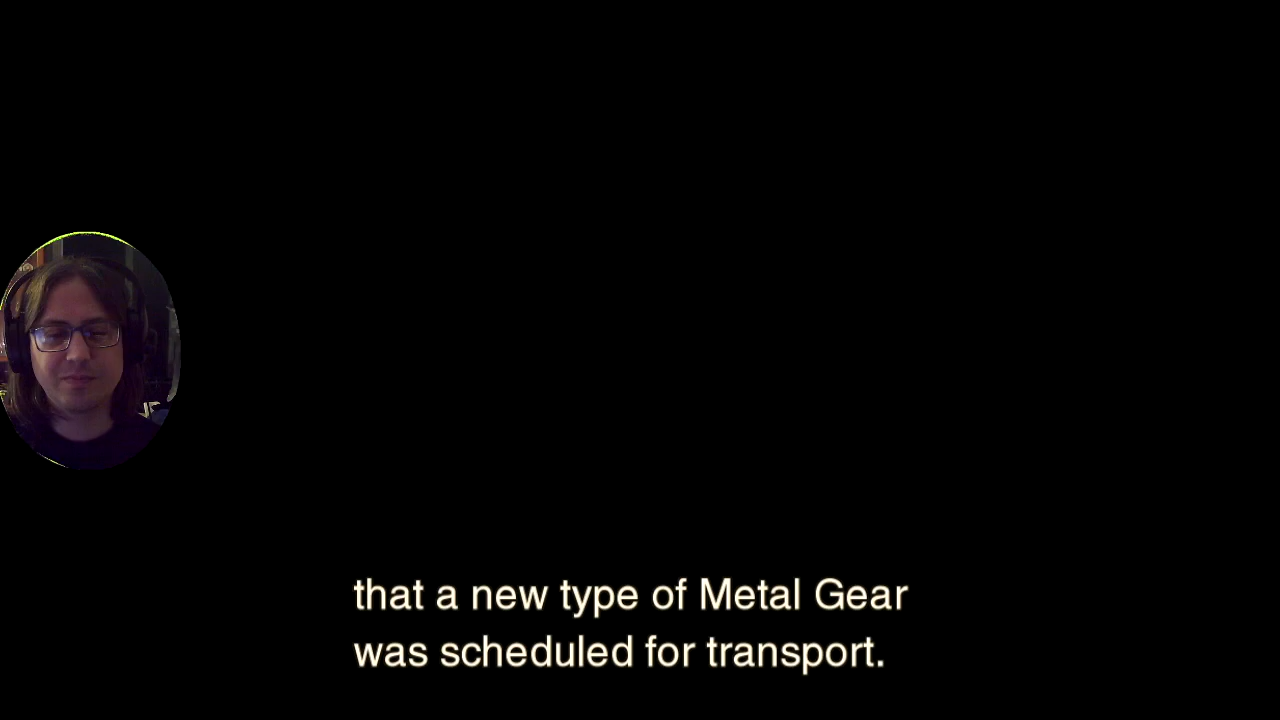 that a new type of Metal Gear
was scheduled for transport.